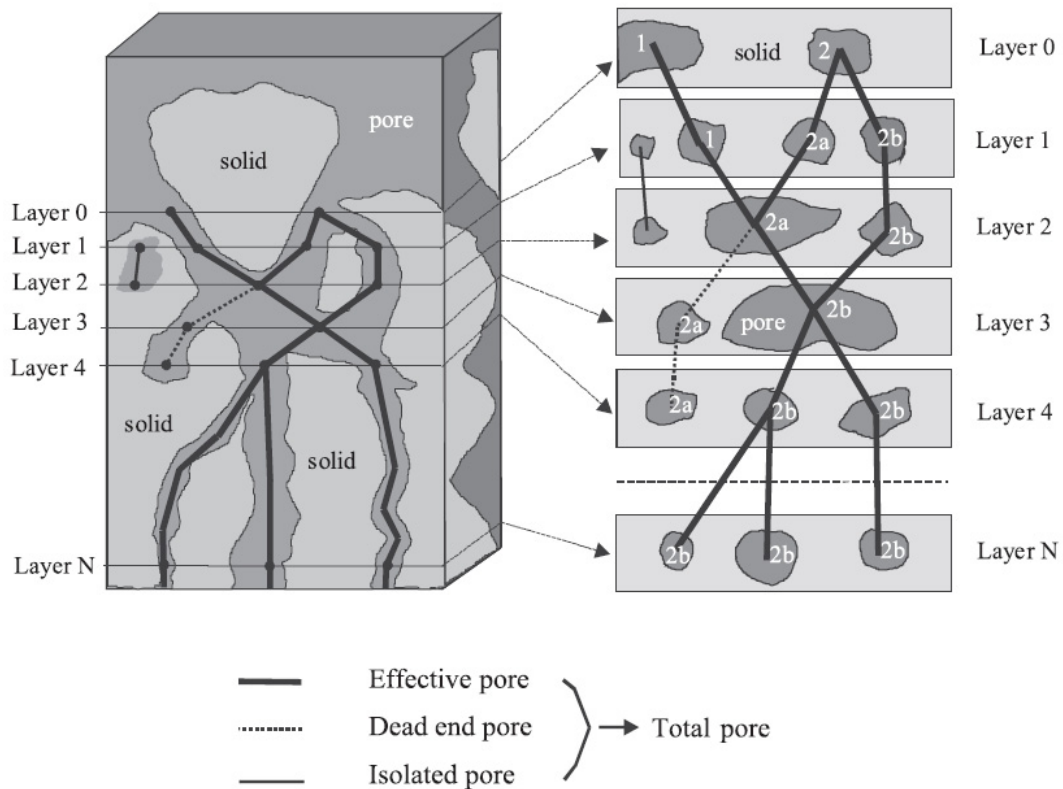 pore
solid
Layer 0
Layer 1
Layer 2
Layer 3
Layer 4
solid
solid
Layer N
1 solid 2 Layer 0
1 2a 2b Layer 1
2a 2b Layer 2
2a pore 2b Layer 3
2a 2b 2b Layer 4
2b 2b 2b Layer N
Effective pore
Dead end pore
Total pore
Isolated pore